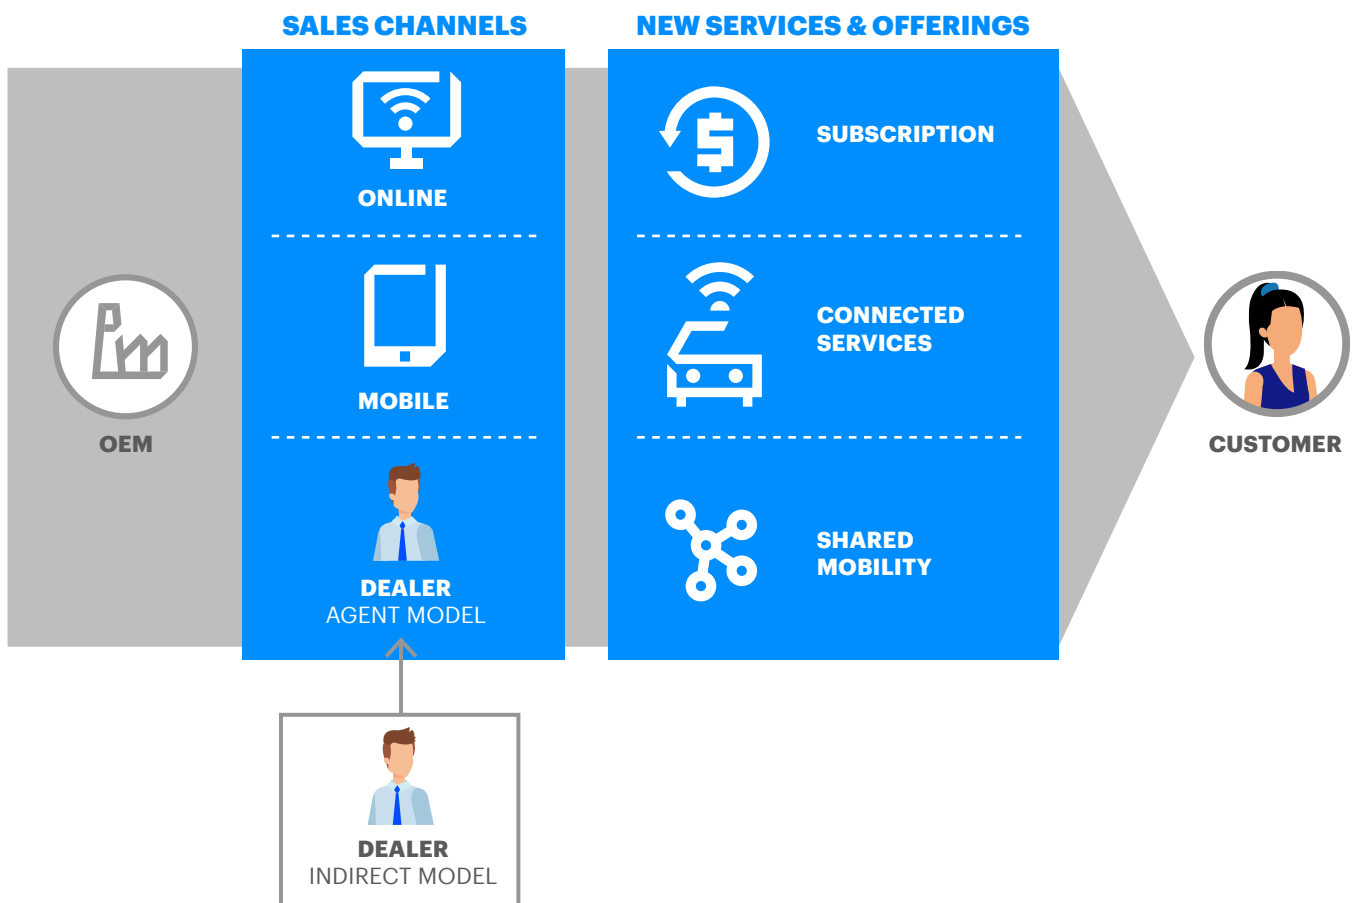 SALES CHANNELS
NEW SERVICES & OFFERINGS
OEM
ONLINE
MOBILE
DEALER
AGENT MODEL
SUBSCRIPTION
CONNECTED
SERVICES
SHARED
MOBILITY
CUSTOMER
DEALER
INDIRECT MODEL